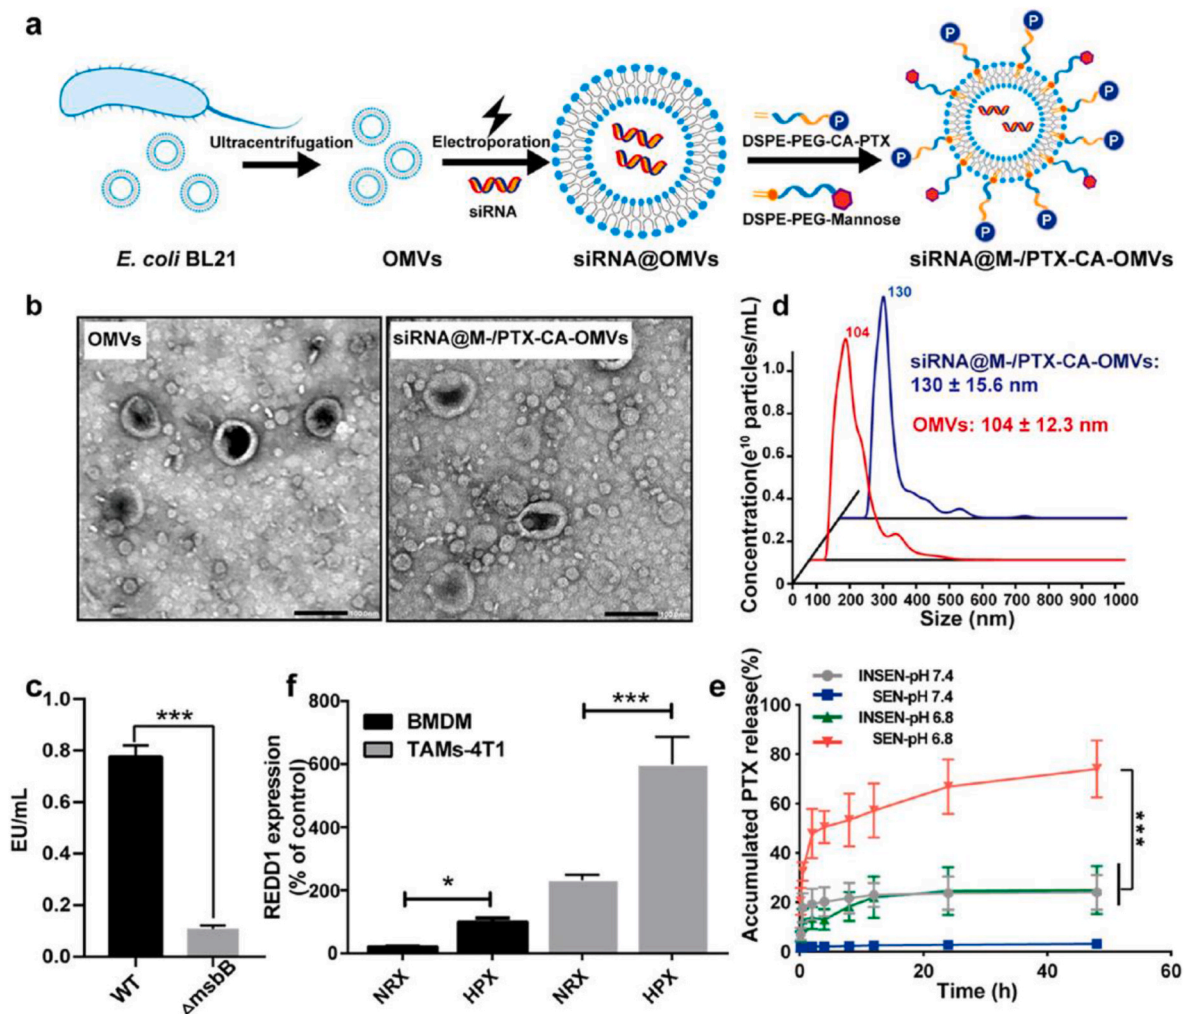 a
Ultracentrifugation
Electroporation
siRNA
DSPE-PEG-CA-PTX
DSPE-PEG-Mannose
P
P
P
P
P
P
P
P
E. coli BL21
OMVs
siRNA@OMVs
siRNA@M-/PTX-CA-OMVs
b
OMVs
siRNA@M-/PTX-CA-OMVs
d
130
104
siRNA@M-/PTX-CA-OMVs:
130 ± 15.6 nm
OMVs: 104 ± 12.3 nm
Concentration(e¹⁰ particles/mL)
1.0
0.8
0.6
0.4
0.2
0
0 100 200 300 400 500 600 700 800 900 1000
Size (nm)
c
EU/mL
0.8
0.6
0.4
0.2
0.1
0.0
WT
ΔmsbB
***
f
REDD1 expression
(% of control)
800
600
400
200
0
BMDM
TAMs-4T1
*
***
NRX
HPX
NRX
HPX
e
Accumulated PTX
release(%)
100
80
60
40
20
0
INSEN-pH 7.4
SEN-pH 7.4
INSEN-pH 6.8
SEN-pH 6.8
***
0 20 40 60
Time (h)